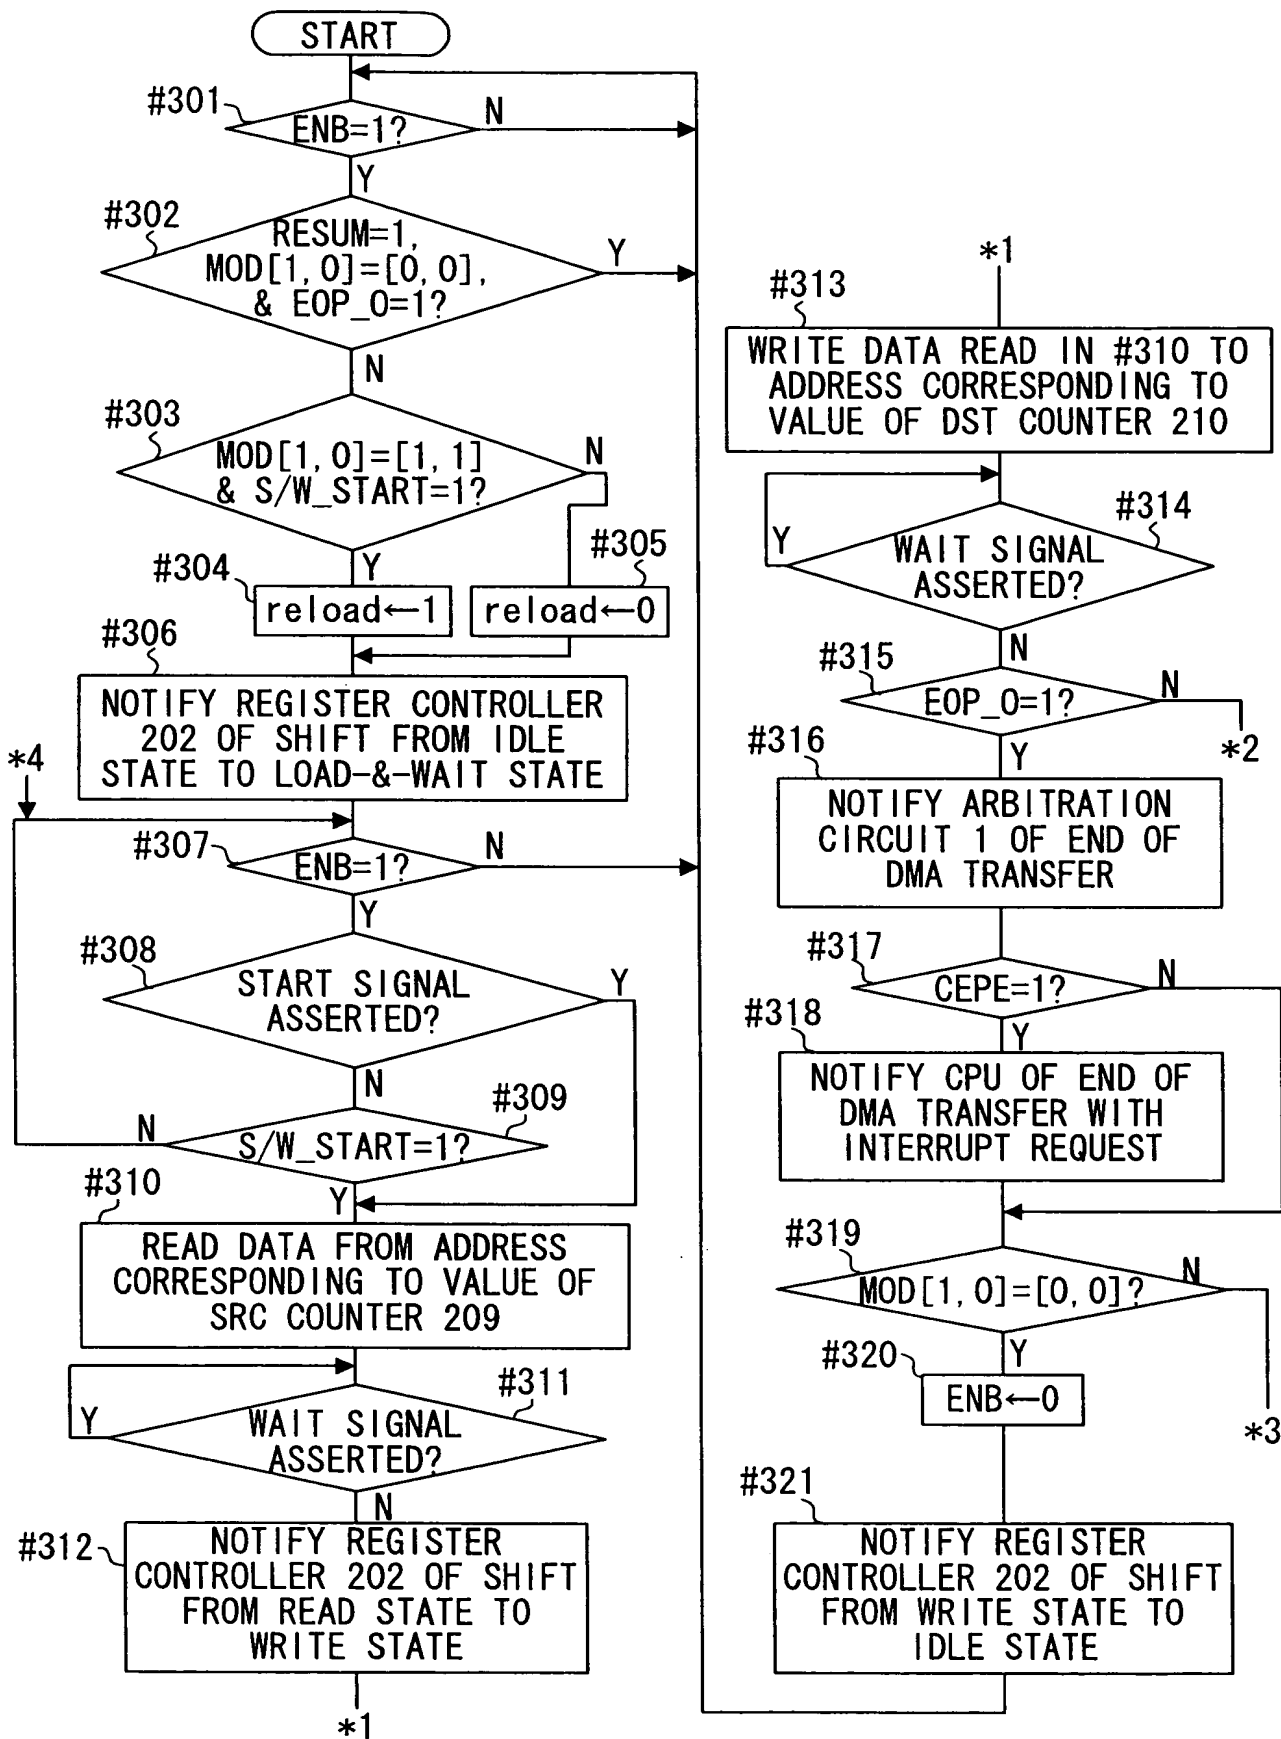 START
#301
ENB=1?
N
Y
#302
RESUM=1,
MOD[1,0]=[0,0],
& EOP_O=1?
Y
N
#303
MOD[1,0]=[1,1]
& S/W_START=1?
N
Y
#304
reload←1
#305
reload←0
#306
NOTIFY REGISTER CONTROLLER
202 OF SHIFT FROM IDLE
STATE TO LOAD-&-WAIT STATE
*4
#307
ENB=1?
N
Y
#308
START SIGNAL
ASSERTED?
Y
N
#309
S/W_START=1?
N
Y
#310
READ DATA FROM ADDRESS
CORRESPONDING TO VALUE OF
SRC COUNTER 209
#311
WAIT SIGNAL
ASSERTED?
Y
N
#312
NOTIFY REGISTER
CONTROLLER 202 OF SHIFT
FROM READ STATE TO
WRITE STATE
*1
*1
#313
WRITE DATA READ IN #310 TO
ADDRESS CORRESPONDING TO
VALUE OF DST COUNTER 210
#314
WAIT SIGNAL
ASSERTED?
Y
N
#315
EOP_O=1?
N
*2
Y
#316
NOTIFY ARBITRATION
CIRCUIT 1 OF END OF
DMA TRANSFER
#317
CEPE=1?
N
Y
#318
NOTIFY CPU OF END OF
DMA TRANSFER WITH
INTERRUPT REQUEST
#319
MOD[1,0]=[0,0]?
N
Y
#320
ENB←0
*3
#321
NOTIFY REGISTER
CONTROLLER 202 OF SHIFT
FROM WRITE STATE TO
IDLE STATE